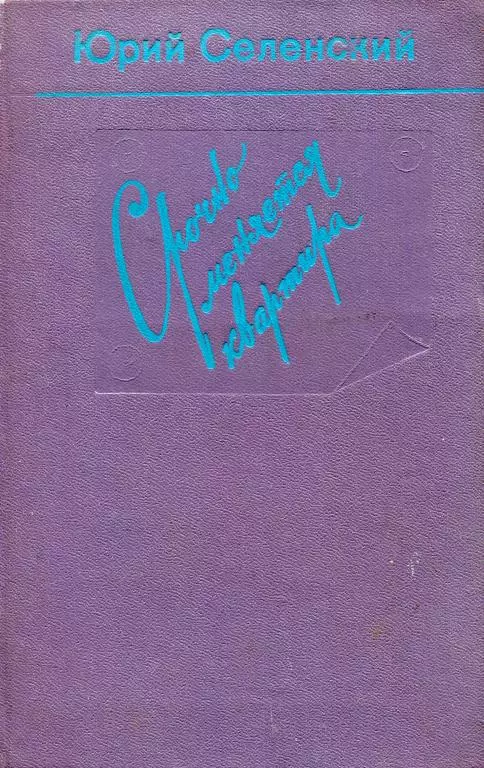 Юрий Селенский
Срочно
меняется
квартира